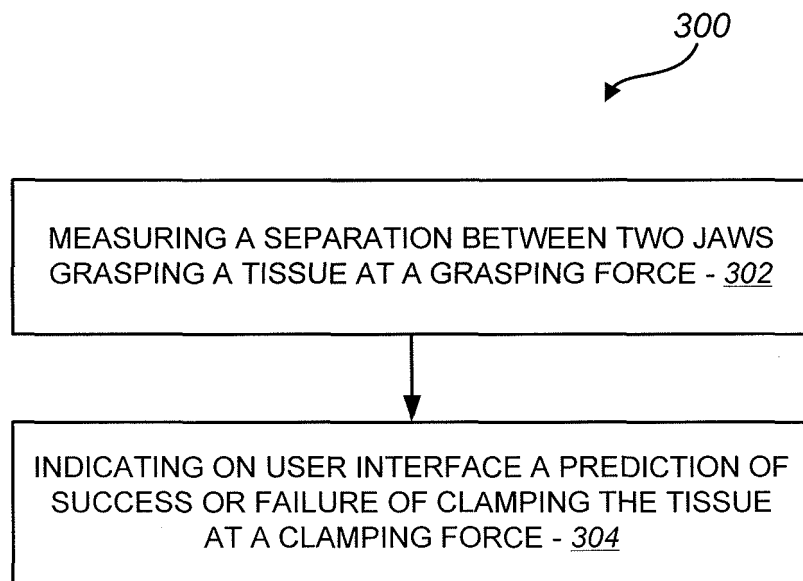 300
MEASURING A SEPARATION BETWEEN TWO JAWS
GRASPING A TISSUE AT A GRASPING FORCE - 302
INDICATING ON USER INTERFACE A PREDICTION OF
SUCCESS OR FAILURE OF CLAMPING THE TISSUE
AT A CLAMPING FORCE - 304